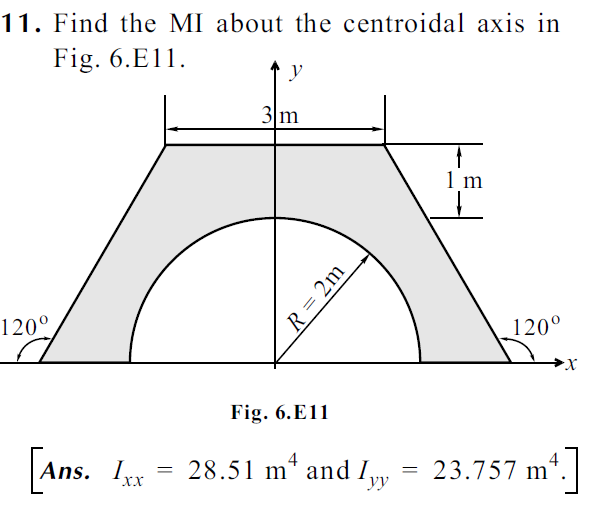 11. Find the MI about the centroidal axis in
Fig. 6.E11.
y
3 m
1 m
R = 2m
120°
120°
x
Fig. 6.E11
[Ans. Iₓₓ = 28.51 m⁴ and I_yy = 23.757 m⁴.]